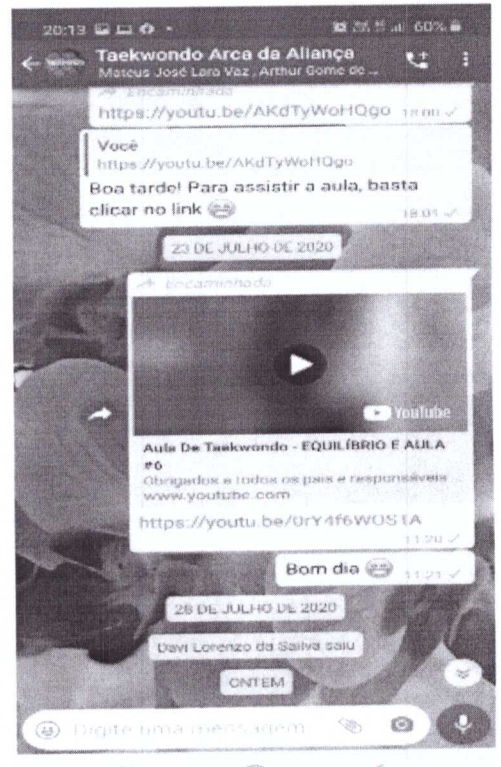 20:13 60%
Taekwondo Arca da Aliança
Mateus José Lara Vaz , Arthur Gome de ...
Encaminhada
https://youtu.be/AKdTyWoHQgo 18:00
Você
https://youtu.be/AKdTyWoHQgo
Boa tarde! Para assistir a aula, basta
clicar no link 18:01
23 DE JULHO DE 2020
Encaminhada
YouTube
Aula De Taekwondo - EQUILÍBRIO E AULA
#6
Obrigados a todos os pais e responsáveis
www.youtube.com
https://youtu.be/0rY4f6WOSTA
11:20
Bom dia 11:21
28 DE JULHO DE 2020
Davi Lorenzo da saiu
ONTEM
Digite uma mensagem